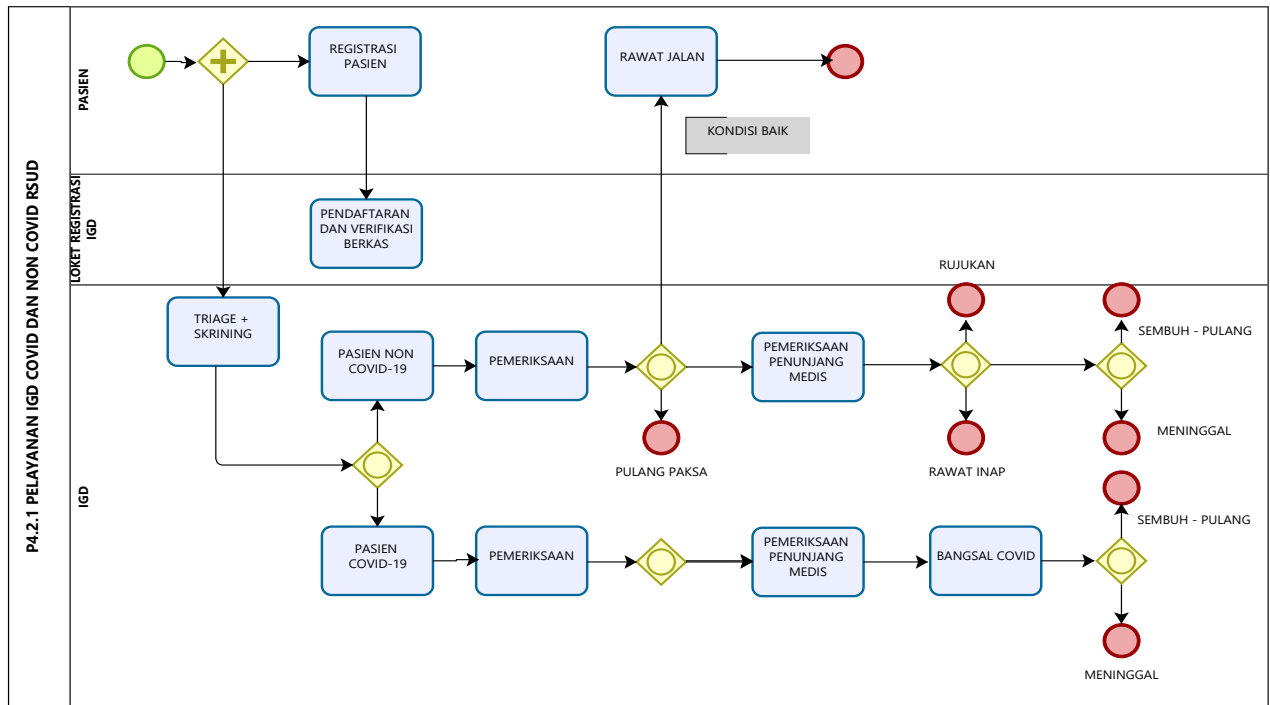 P4.2.1 PELAYANAN IGD COVID DAN NON COVID RSUD
PASIEN
REGISTRASI
PASIEN
RAWAT JALAN
KONDISI BAIK
LOKET REGISTRASI
IGD
PENDAFTARAN
DAN VERIFIKASI
BERKAS
IGD
TRIAGE +
SKRINING
PASIEN NON
COVID-19
PEMERIKSAAN
PULANG PAKSA
PEMERIKSAAN
PENUNJANG
MEDIS
RUJUKAN
RAWAT INAP
SEMBUH - PULANG
MENINGGAL
PASIEN
COVID-19
PEMERIKSAAN
PEMERIKSAAN
PENUNJANG
MEDIS
BANGSAL COVID
SEMBUH - PULANG
MENINGGAL